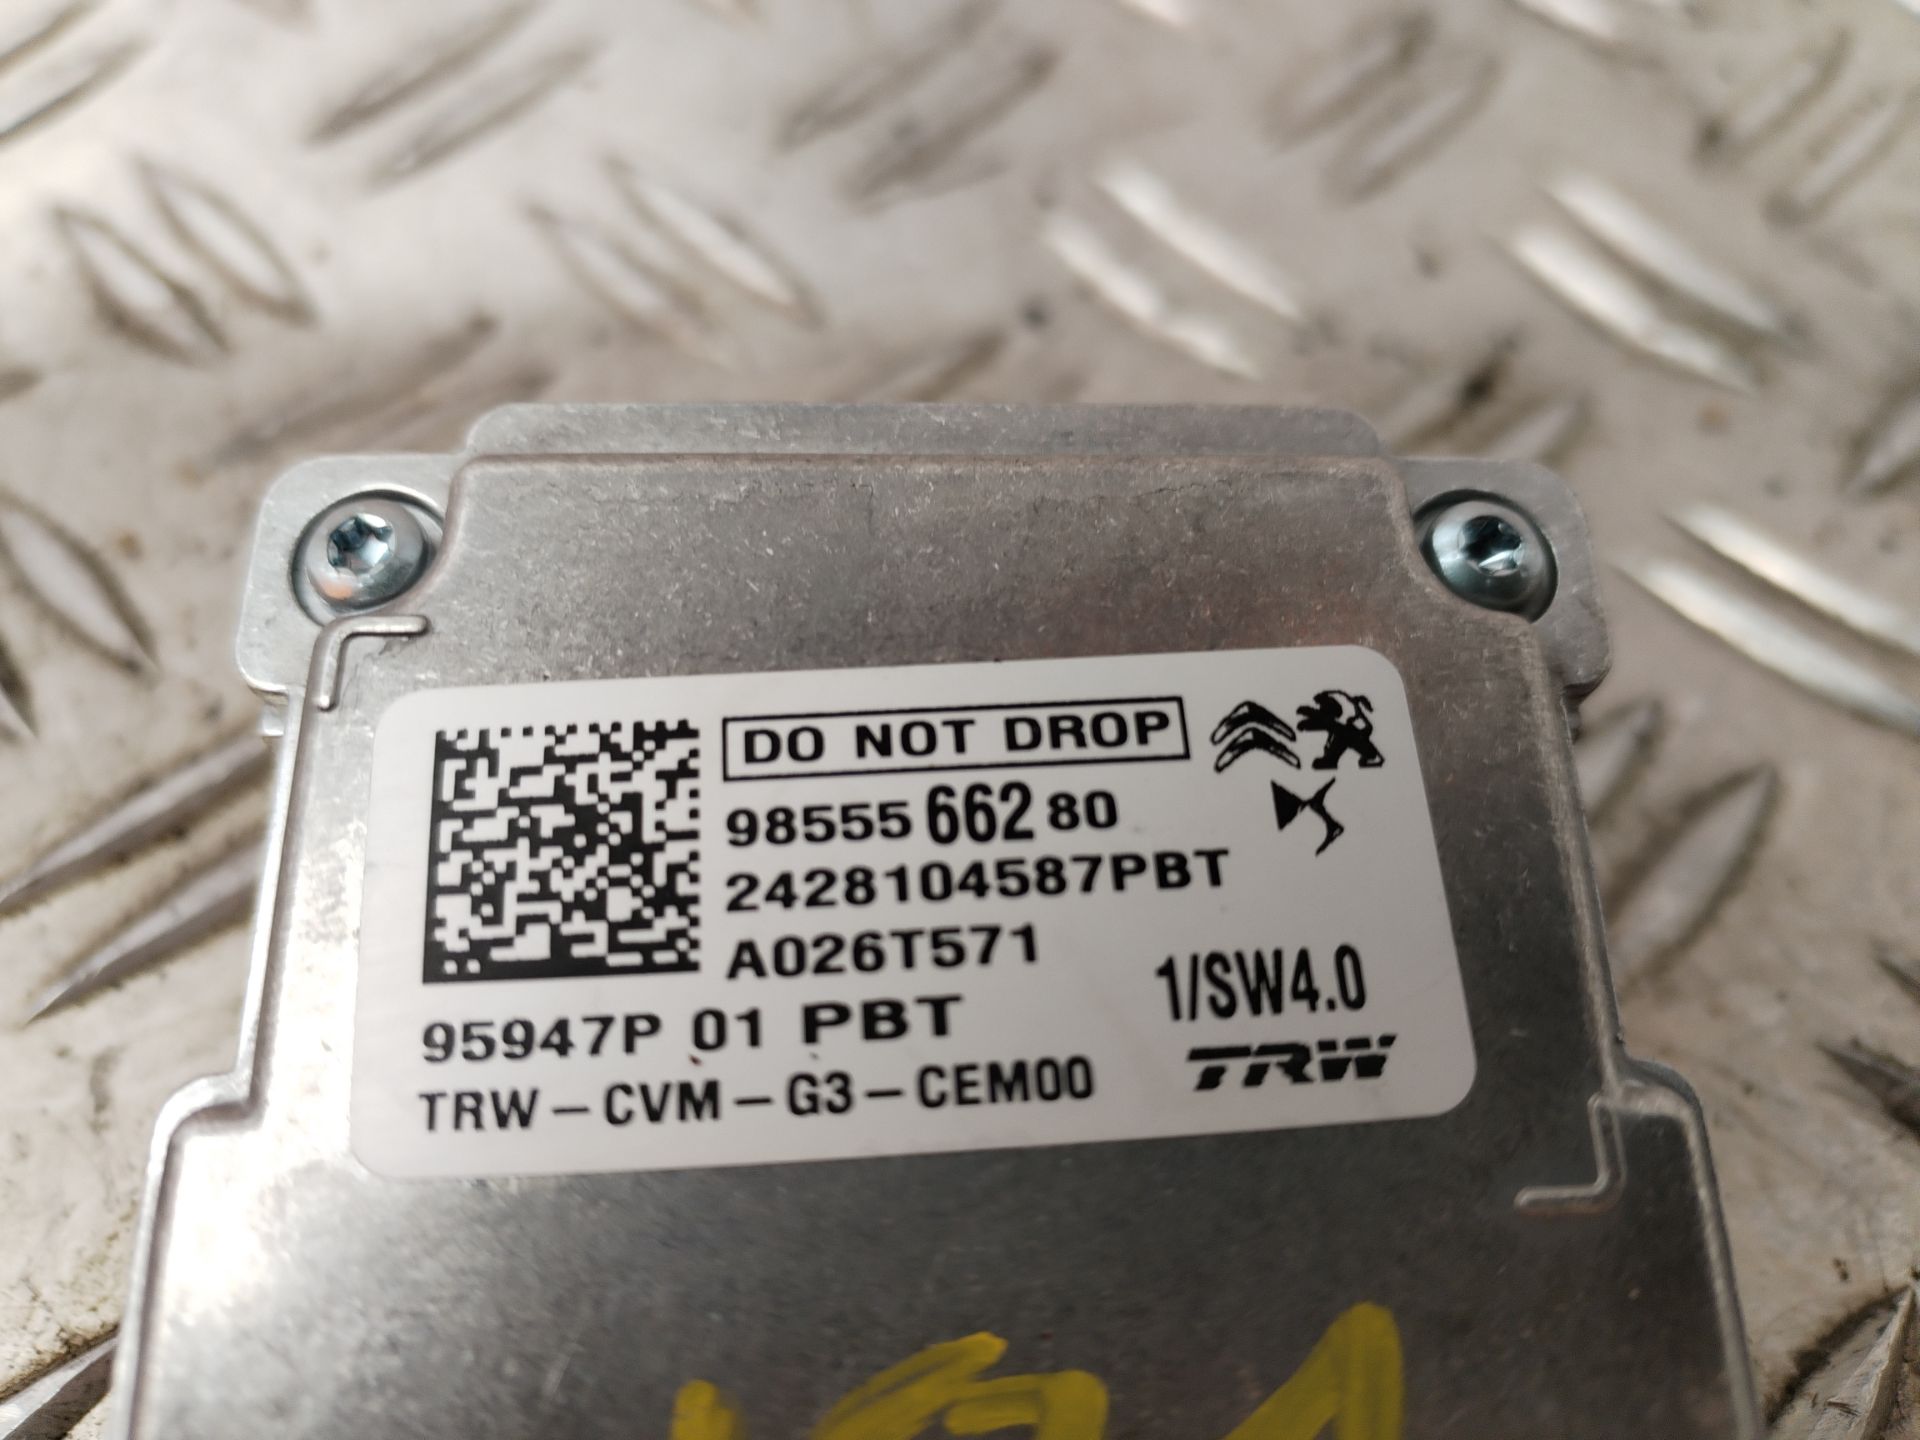 DO NOT DROP
98555 662 80
2428104587PBT
A026T571
1/SW4.0
95947P 01 PBT
TRW-CVM-G3-CEM00
TRW